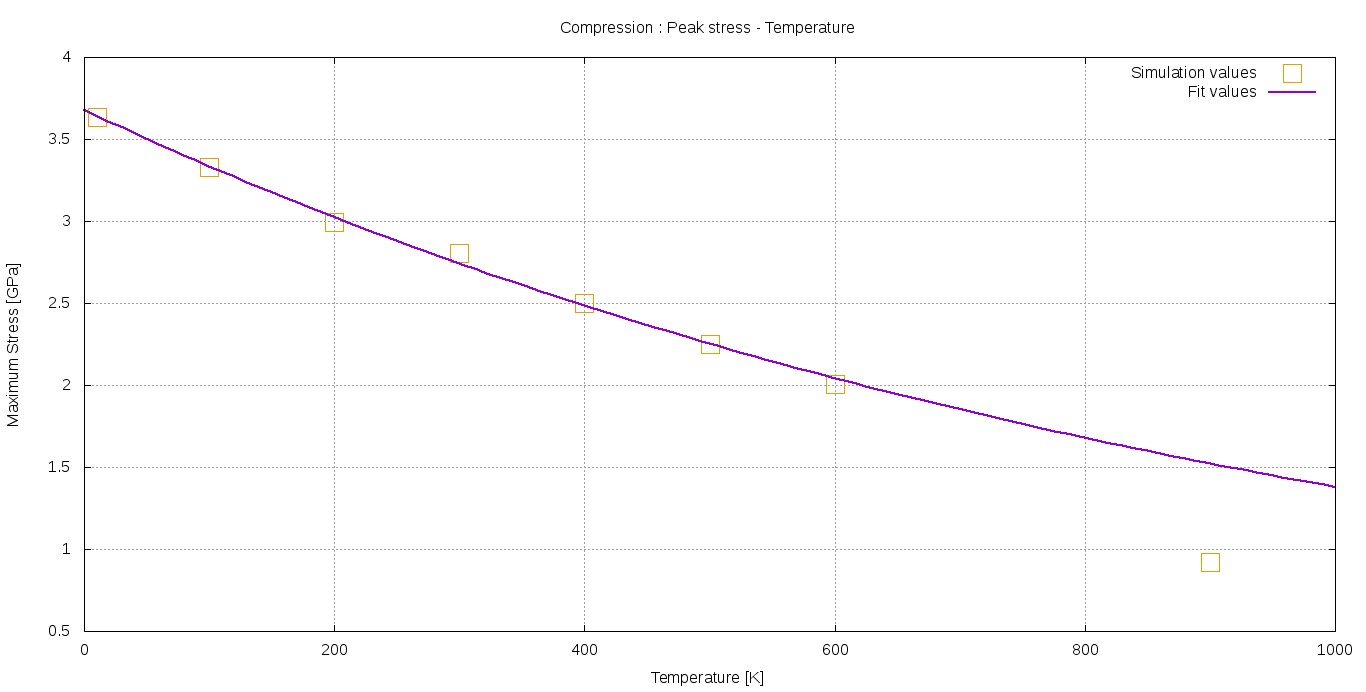 Compression : Peak stress - Temperature
Simulation values
Fit values
4
3.5
3
2.5
2
1.5
1
0.5
Maximum Stress [GPa]
0 200 400 600 800 1000
Temperature [K]